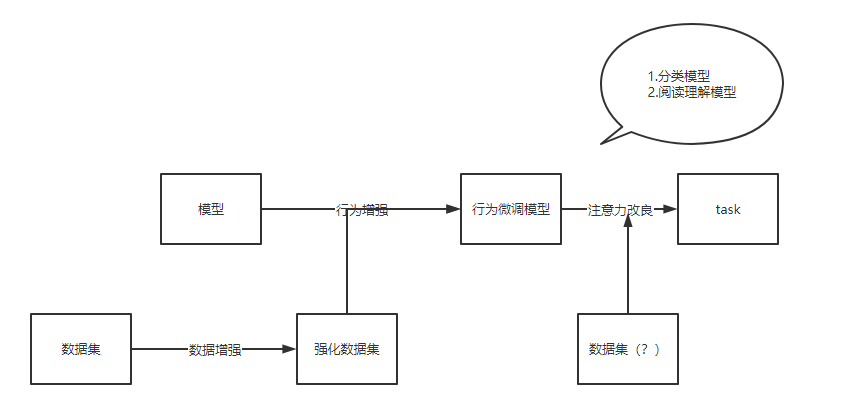 1.分类模型
2.阅读理解模型
模型
行为增强
行为微调模型
注意力改良
task
数据集
数据增强
强化数据集
数据集（？）